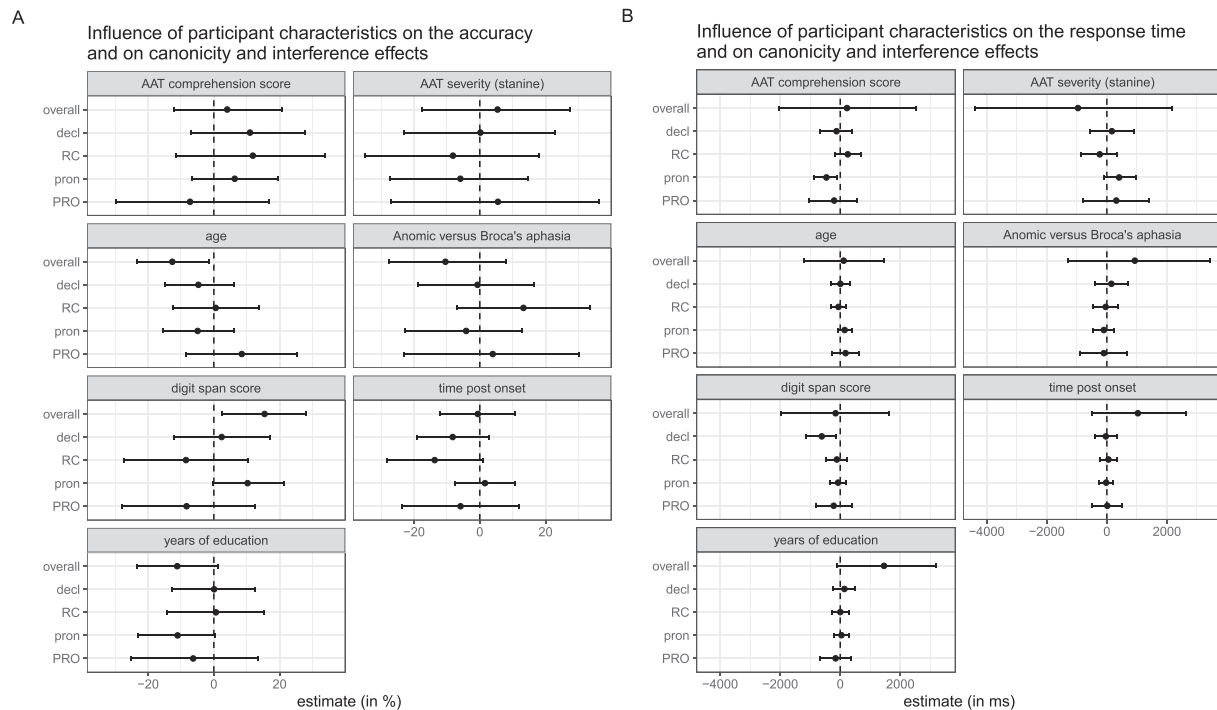 A
Influence of participant characteristics on the accuracy
and on canonicity and interference effects
AAT comprehension score
AAT severity (stanine)
overall
decl
RC
pron
PRO
age
Anomic versus Broca's aphasia
overall
decl
RC
pron
PRO
digit span score
time post onset
overall
decl
RC
pron
PRO
−20 0 20
years of education
overall
decl
RC
pron
PRO
−20 0 20
estimate (in %)
B
Influence of participant characteristics on the response time
and on canonicity and interference effects
AAT comprehension score
AAT severity (stanine)
overall
decl
RC
pron
PRO
age
Anomic versus Broca's aphasia
overall
decl
RC
pron
PRO
digit span score
time post onset
overall
decl
RC
pron
PRO
−4000 −2000 0 2000
years of education
overall
decl
RC
pron
PRO
−4000 −2000 0 2000
estimate (in ms)